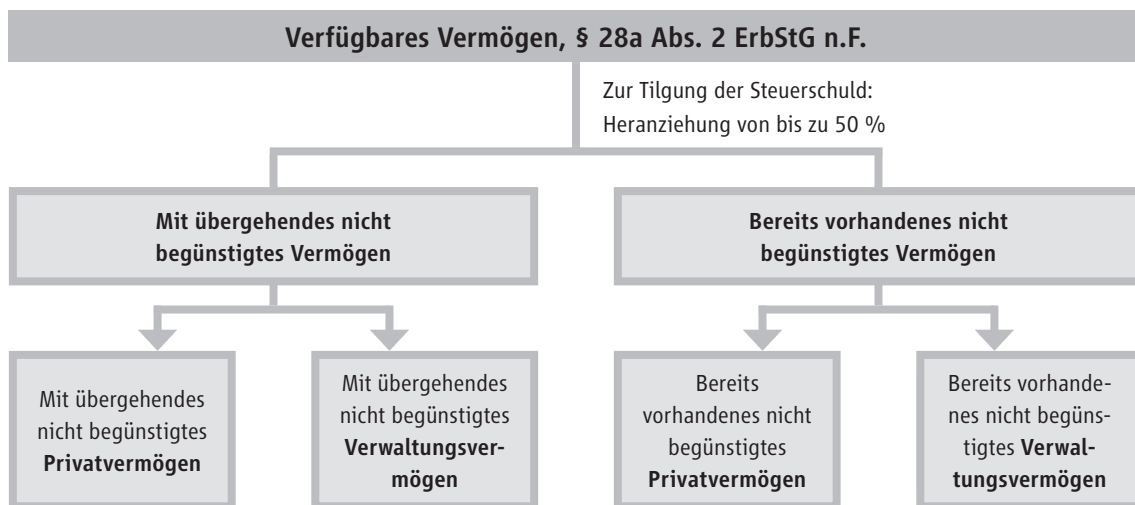 Verfügbares Vermögen, § 28a Abs. 2 ErbStG n.F.
Zur Tilgung der Steuerschuld:
Heranziehung von bis zu 50 %
Mit übergehendes nicht
begünstigtes Vermögen
Bereits vorhandenes nicht
begünstigtes Vermögen
Mit übergehendes
nicht begünstigtes
Privatvermögen
Mit übergehendes
nicht begünstigtes
Verwaltungsver-
mögen
Bereits
vorhandenes nicht
begünstigtes
Privatvermögen
Bereits vorhande-
nes nicht begüns-
tigtes Verwal-
tungsvermögen